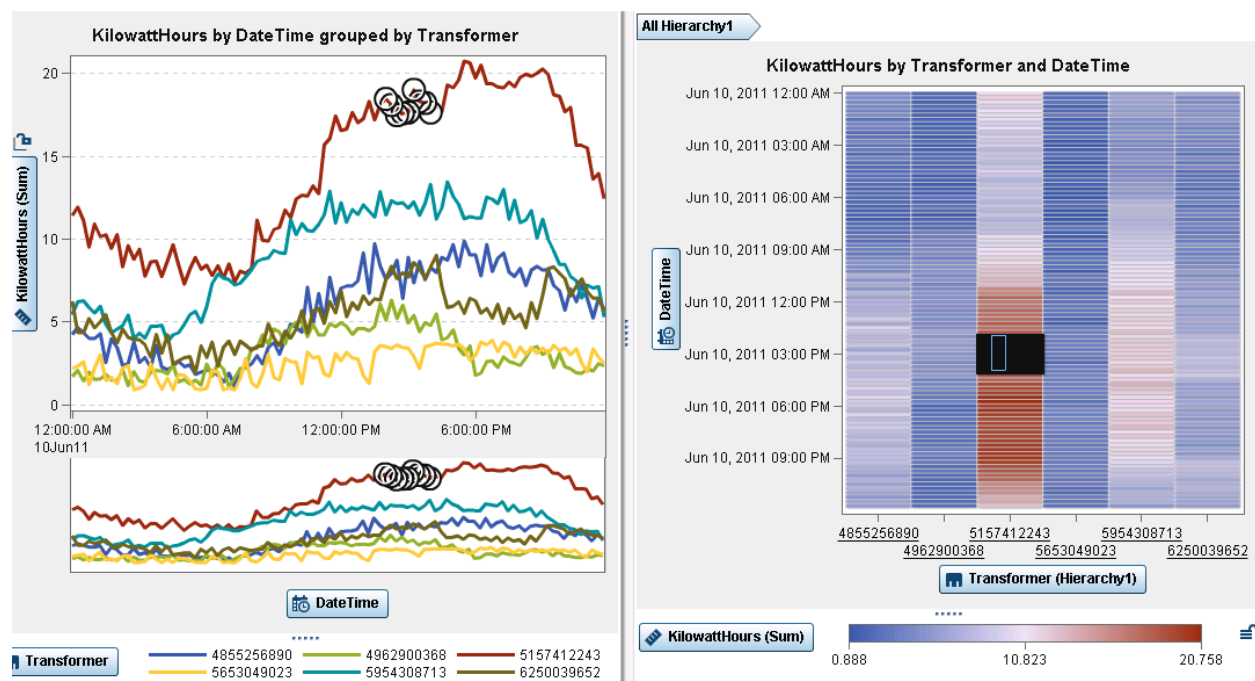 KilowattHours by DateTime grouped by Transformer
20
15
10
5
0
KilowattHours (Sum)
12:00:00 AM 6:00:00 AM 12:00:00 PM 6:00:00 PM
10Jun11
DateTime
Transformer
4855256890 4962900368 5157412243
5653049023 5954308713 6250039652
All Hierarchy1
KilowattHours by Transformer and DateTime
Jun 10, 2011 12:00 AM
Jun 10, 2011 03:00 AM
Jun 10, 2011 06:00 AM
Jun 10, 2011 09:00 AM
Jun 10, 2011 12:00 PM
Jun 10, 2011 03:00 PM
Jun 10, 2011 06:00 PM
Jun 10, 2011 09:00 PM
DateTime
4855256890 5157412243 5954308713
4962900368 5653049023 6250039652
Transformer (Hierarchy1)
KilowattHours (Sum)
0.888 10.823 20.758